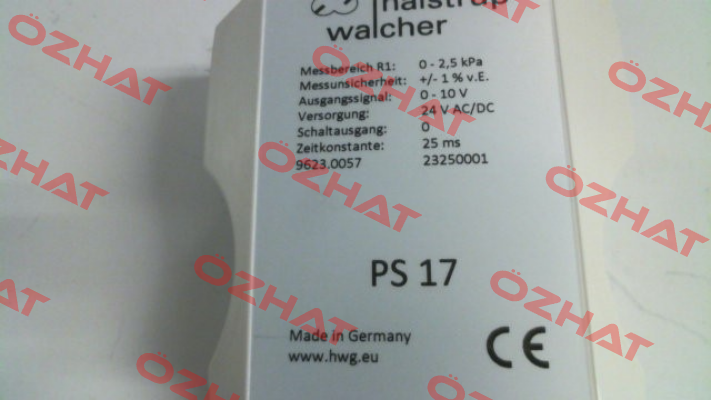 halstrup
walcher
Messbereich R1: 0 - 2,5 kPa
Messunsicherheit: +/- 1 % v.E.
Ausgangssignal: 0 - 10 V
Versorgung: 24 V AC/DC
Schaltausgang: 0
Zeitkonstante: 25 ms
9623.0057 23250001
PS 17
Made in Germany
www.hwg.eu
CE
ÖZHAT
ÖZHAT
ÖZHAT
ÖZHAT
ÖZHAT
ÖZHAT
ÖZHAT
ÖZHAT
ÖZHAT